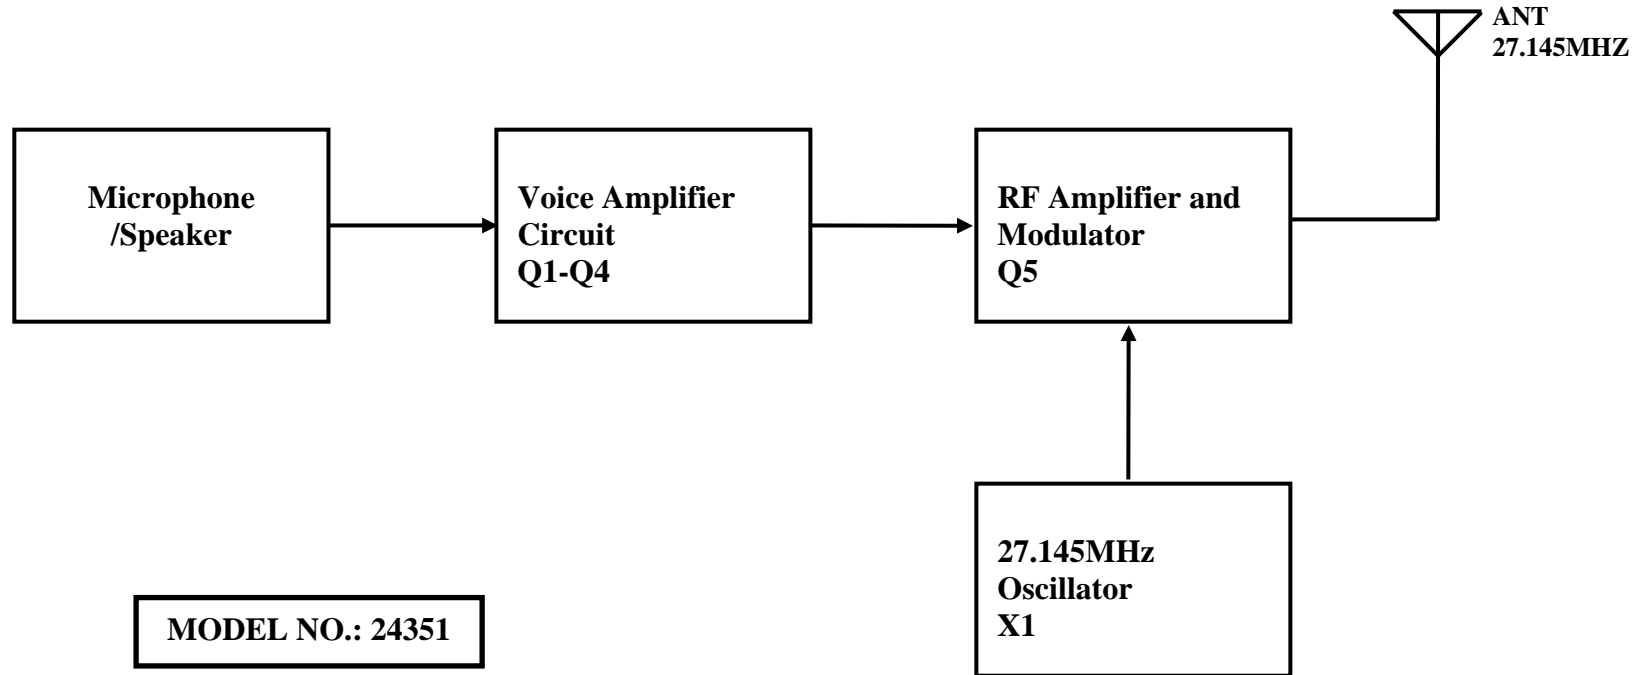 ANT
27.145MHZ
Microphone
/Speaker
Voice Amplifier
Circuit
Q1-Q4
RF Amplifier and
Modulator
Q5
27.145MHz
Oscillator
X1
MODEL NO.: 24351